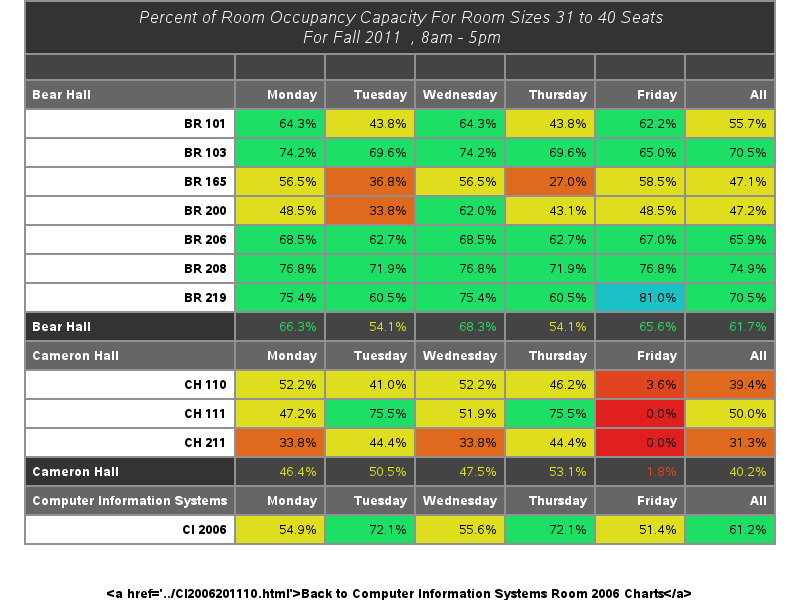 Percent of Room Occupancy Capacity For Room Sizes 31 to 40 Seats
For Fall 2011 , 8am - 5pm
Bear Hall Monday Tuesday Wednesday Thursday Friday All
BR 101 64.3% 43.8% 64.3% 43.8% 62.2% 55.7%
BR 103 74.2% 69.6% 74.2% 69.6% 65.0% 70.5%
BR 165 56.5% 36.8% 56.5% 27.0% 58.5% 47.1%
BR 200 48.5% 33.8% 62.0% 43.1% 48.5% 47.2%
BR 206 68.5% 62.7% 68.5% 62.7% 67.0% 65.9%
BR 208 76.8% 71.9% 76.8% 71.9% 76.8% 74.9%
BR 219 75.4% 60.5% 75.4% 60.5% 81.0% 70.5%
Bear Hall 66.3% 54.1% 68.3% 54.1% 65.6% 61.7%
Cameron Hall Monday Tuesday Wednesday Thursday Friday All
CH 110 52.2% 41.0% 52.2% 46.2% 3.6% 39.4%
CH 111 47.2% 75.5% 51.9% 75.5% 0.0% 50.0%
CH 211 33.8% 44.4% 33.8% 44.4% 0.0% 31.3%
Cameron Hall 46.4% 50.5% 47.5% 53.1% 1.8% 40.2%
Computer Information Systems Monday Tuesday Wednesday Thursday Friday All
CI 2006 54.9% 72.1% 55.6% 72.1% 51.4% 61.2%
<a href='../CI2006201110.html'>Back to Computer Information Systems Room 2006 Charts</a>